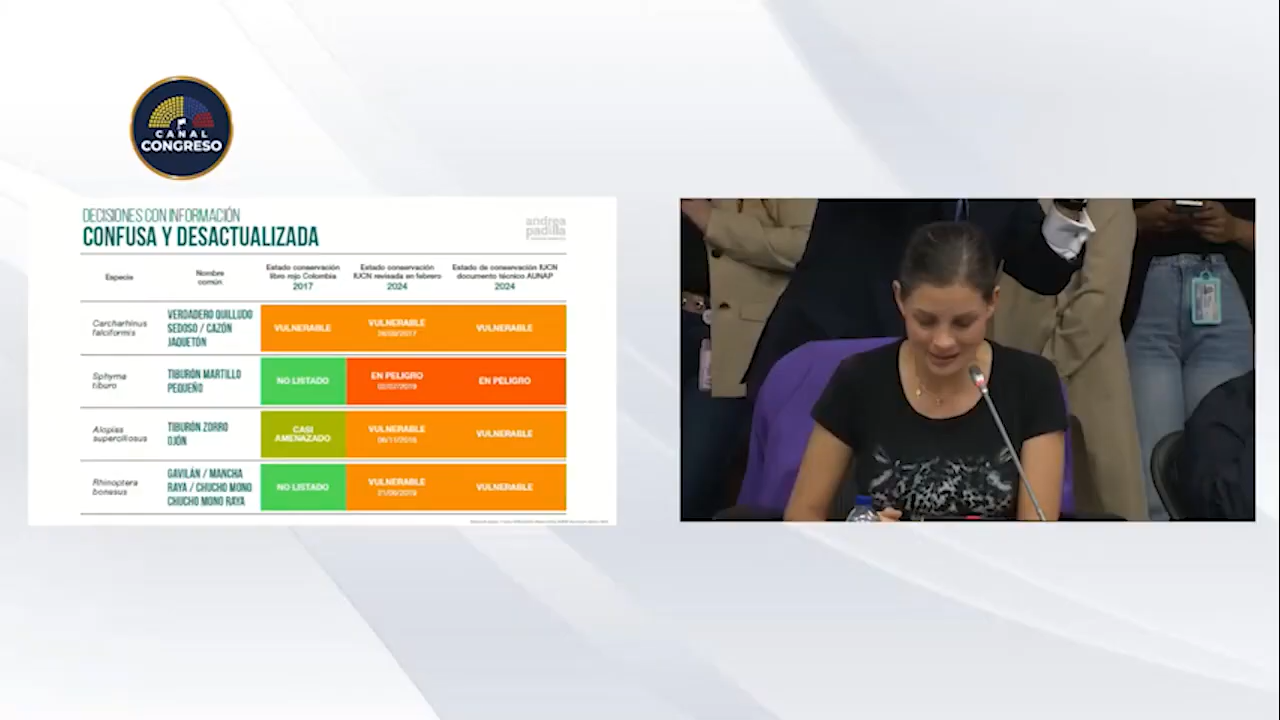 CANAL
CONGRESO
DECISIONES CON INFORMACIÓN
CONFUSA Y DESACTUALIZADA
andrea
padilla
Especie
Nombre
común
Estado conservación
libro rojo Colombia
2017
Estado conservación
IUCN revisada en febrero
2024
Estado de conservación IUCN
documento técnico AUNAP
2024
Carcharhinus
falciformis
VERDADERO QUILLUDO
SEDOSO / CAZÓN
JAQUETÓN
VULNERABLE
VULNERABLE
VULNERABLE
Sphyrna
tiburo
TIBURÓN MARTILLO
PEQUEÑO
NO LISTADO
EN PELIGRO
EN PELIGRO
Alopias
superciliosus
TIBURÓN ZORRO
OJÓN
CASI
AMENAZADO
VULNERABLE
VULNERABLE
Rhinoptera
bonasus
GAVILÁN / MANCHA
RAYA / CHUCHO MONO
CHUCHO MONO RAYA
NO LISTADO
VULNERABLE
VULNERABLE